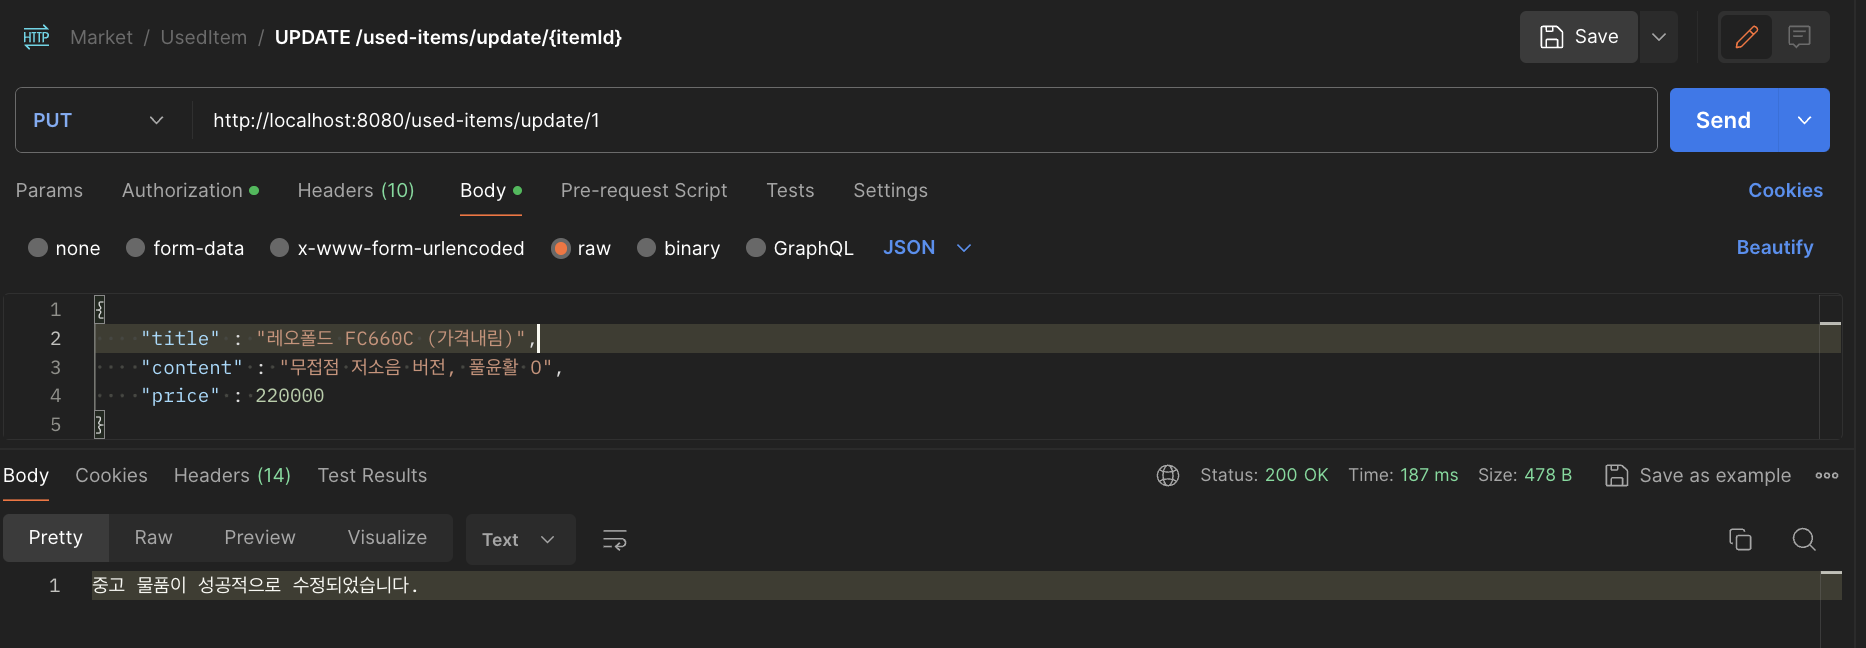 HTTP Market / UsedItem / UPDATE /used-items/update/{itemId} Save
PUT http://localhost:8080/used-items/update/1 Send
Params Authorization Headers (10) Body Pre-request Script Tests Settings Cookies
none form-data x-www-form-urlencoded raw binary GraphQL JSON Beautify
1 {
2 "title" : "레오폴드 FC660C (가격내림)",
3 "content" : "무접점 저소음 버전, 풀윤활 O",
4 "price" : 220000
5 }
Body Cookies Headers (14) Test Results Status: 200 OK Time: 187 ms Size: 478 B Save as example
Pretty Raw Preview Visualize Text
1 중고 물품이 성공적으로 수정되었습니다.